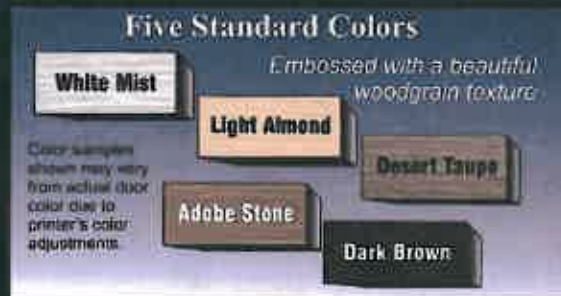 Five Standard Colors
White Mist
Embossed with a beautiful
woodgrain texture
Light Almond
Desert Taupe
Color samples
shown may vary
from actual door
color due to
printer's color
adjustments.
Adobe Stone
Dark Brown